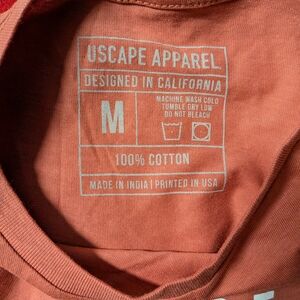 USCAPE APPAREL
DESIGNED IN CALIFORNIA
M
MACHINE WASH COLD
TUMBLE DRY LOW
DO NOT BLEACH
100% COTTON
MADE IN INDIA | PRINTED IN USA